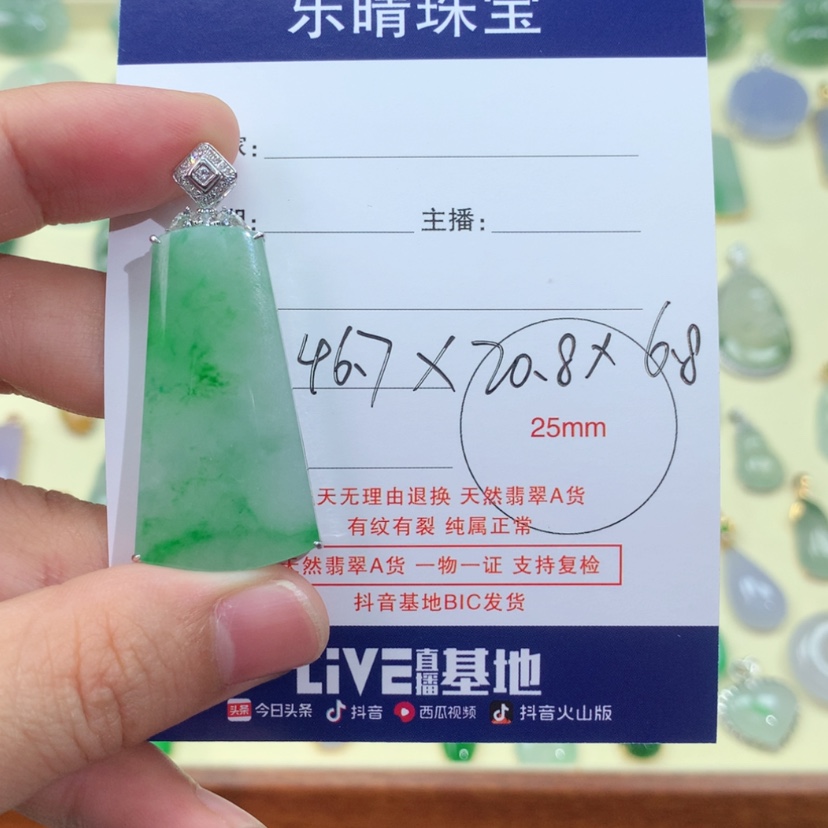 乐晴珠宝
家：
主播：
46.7 × 20.8 × 6.8
25mm
天无理由退换 天然翡翠A货
有纹有裂 纯属正常
天然翡翠A货 一物一证 支持复检
抖音基地BIC发货
LiVE直播基地
头条 今日头条 抖音 西瓜视频 抖音火山版